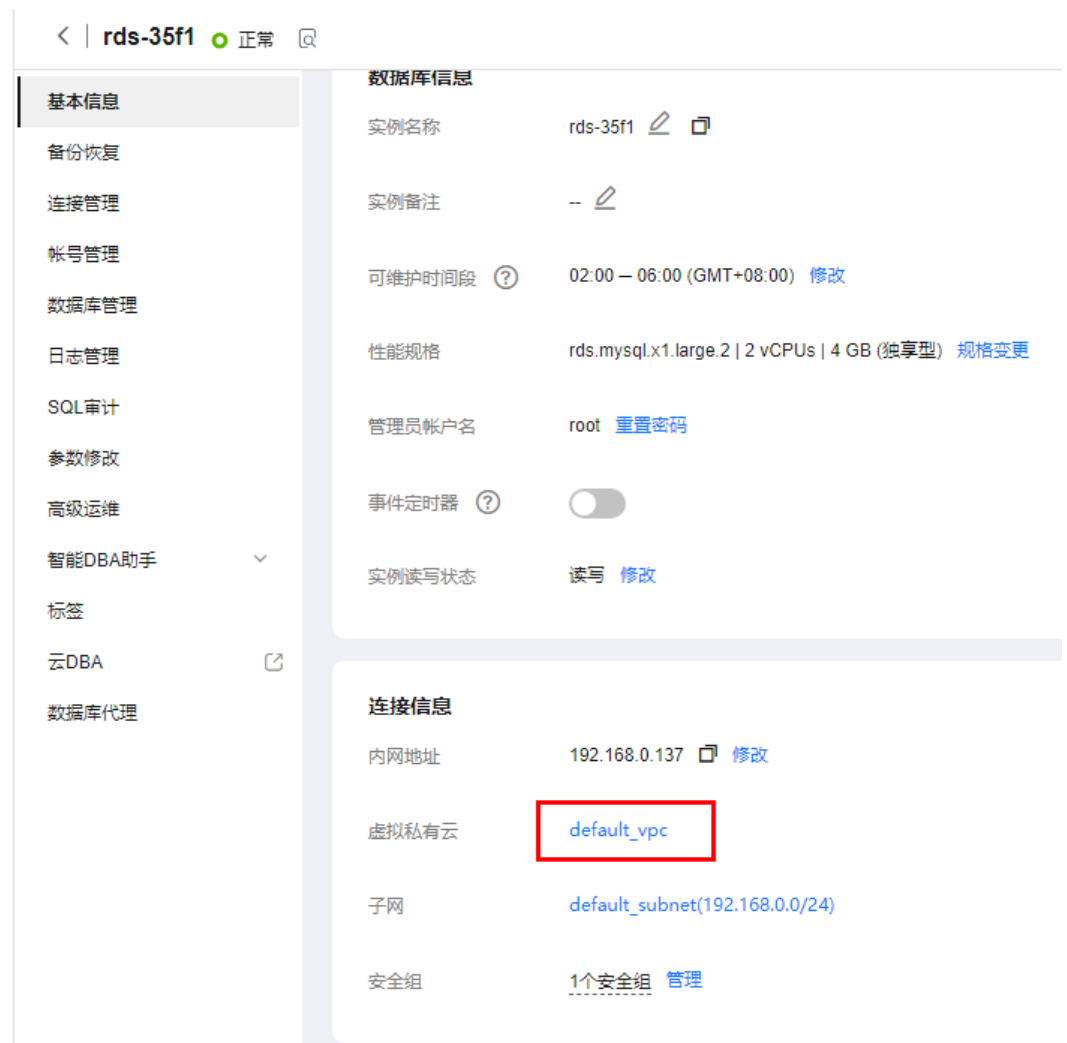 rds-35f1 正常
基本信息
备份恢复
连接管理
帐号管理
数据库管理
日志管理
SQL审计
参数修改
高级运维
智能DBA助手
标签
云DBA
数据库代理
数据库信息
实例名称 rds-35f1
实例备注 --
可维护时间段 ? 02:00 — 06:00 (GMT+08:00) 修改
性能规格 rds.mysql.x1.large.2 | 2 vCPUs | 4 GB (独享型) 规格变更
管理员帐户名 root 重置密码
事件定时器 ?
实例读写状态 读写 修改
连接信息
内网地址 192.168.0.137 修改
虚拟私有云 default_vpc
子网 default_subnet(192.168.0.0/24)
安全组 1个安全组 管理